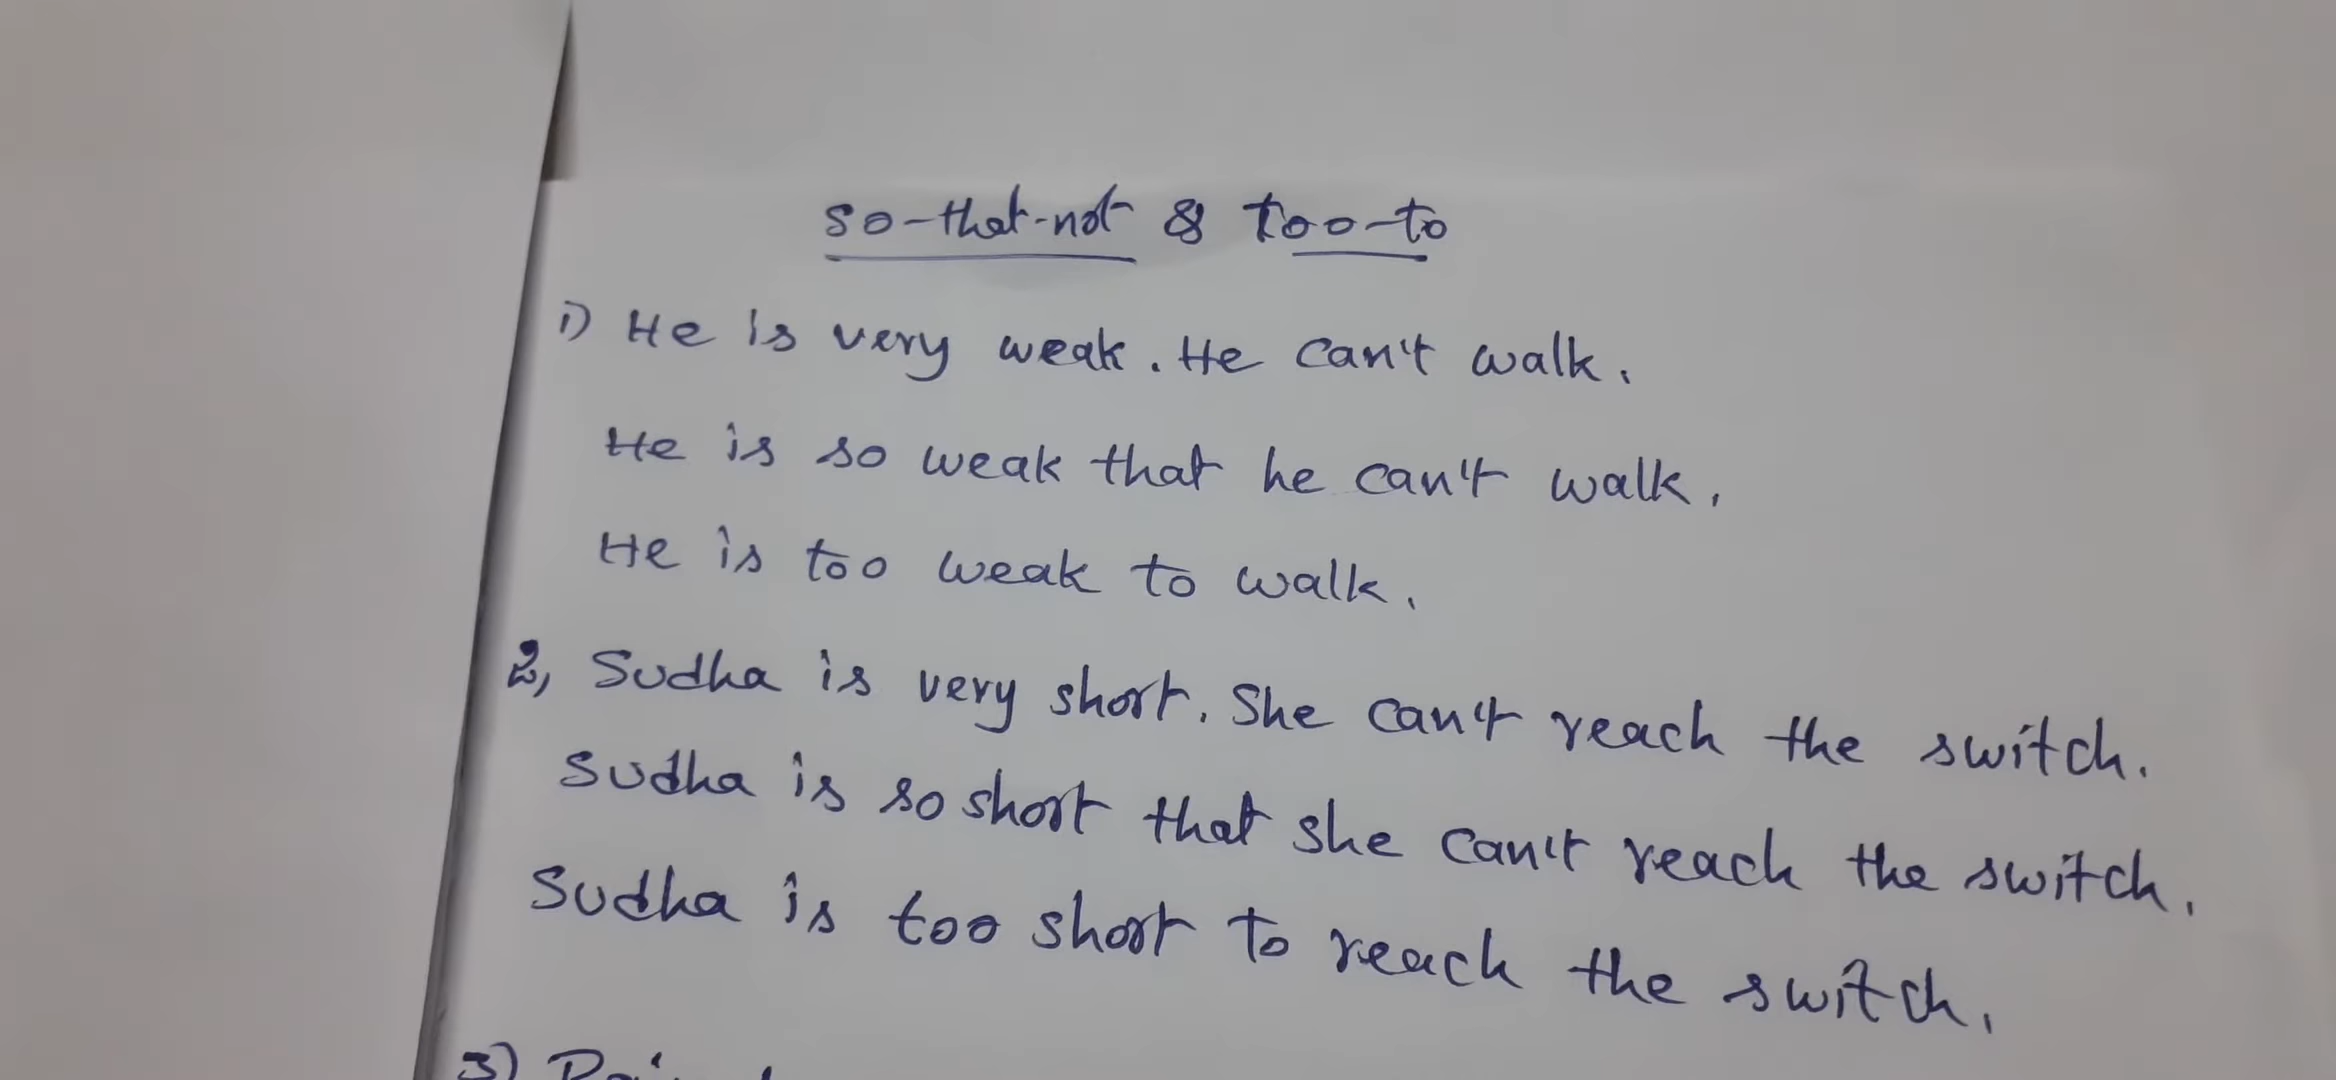 so-that-not & too-to
1) He is very weak. He can't walk.
He is so weak that he can't walk.
He is too weak to walk.
2, Sudha is very short. She can't reach the switch.
Sudha is so short that she can't reach the switch.
Sudha is too short to reach the switch.
3)